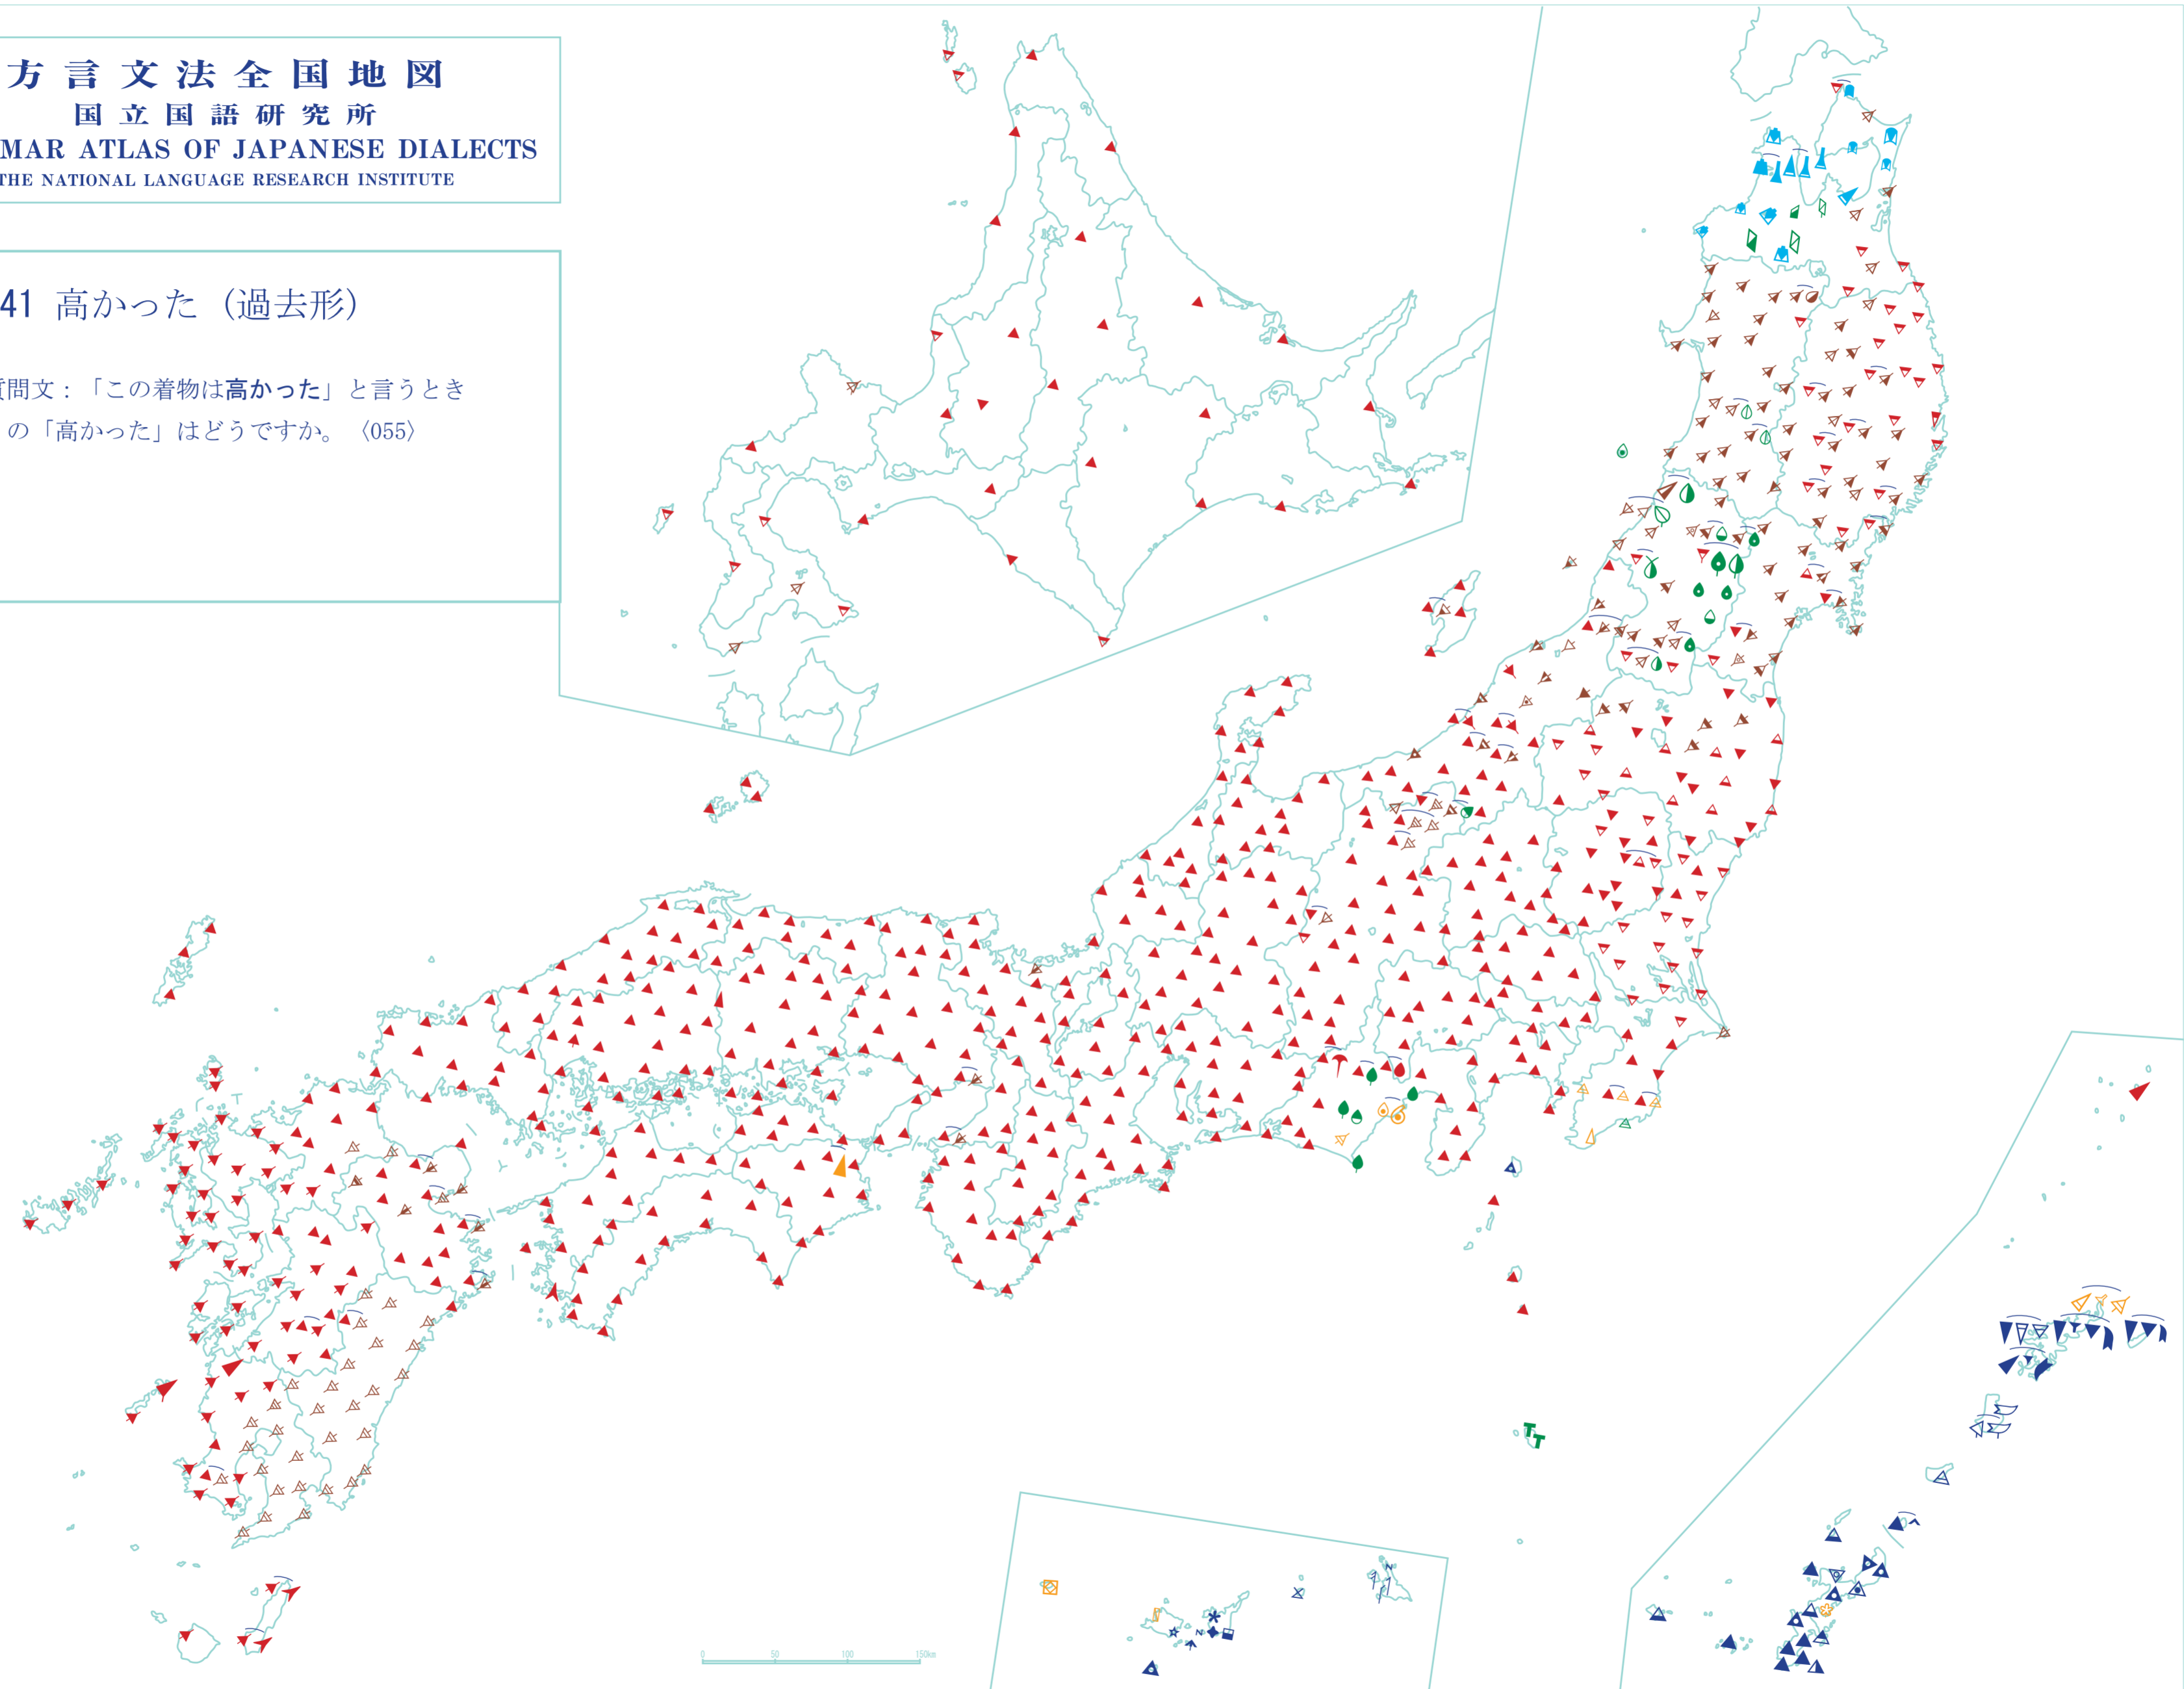 方言文法全国地図
国立国語研究所
MAR ATLAS OF JAPANESE DIALECTS
THE NATIONAL LANGUAGE RESEARCH INSTITUTE
41 高かった（過去形）
質問文：「この着物は高かった」と言うとき
の「高かった」はどうですか。〈055〉
0 50 100 150km